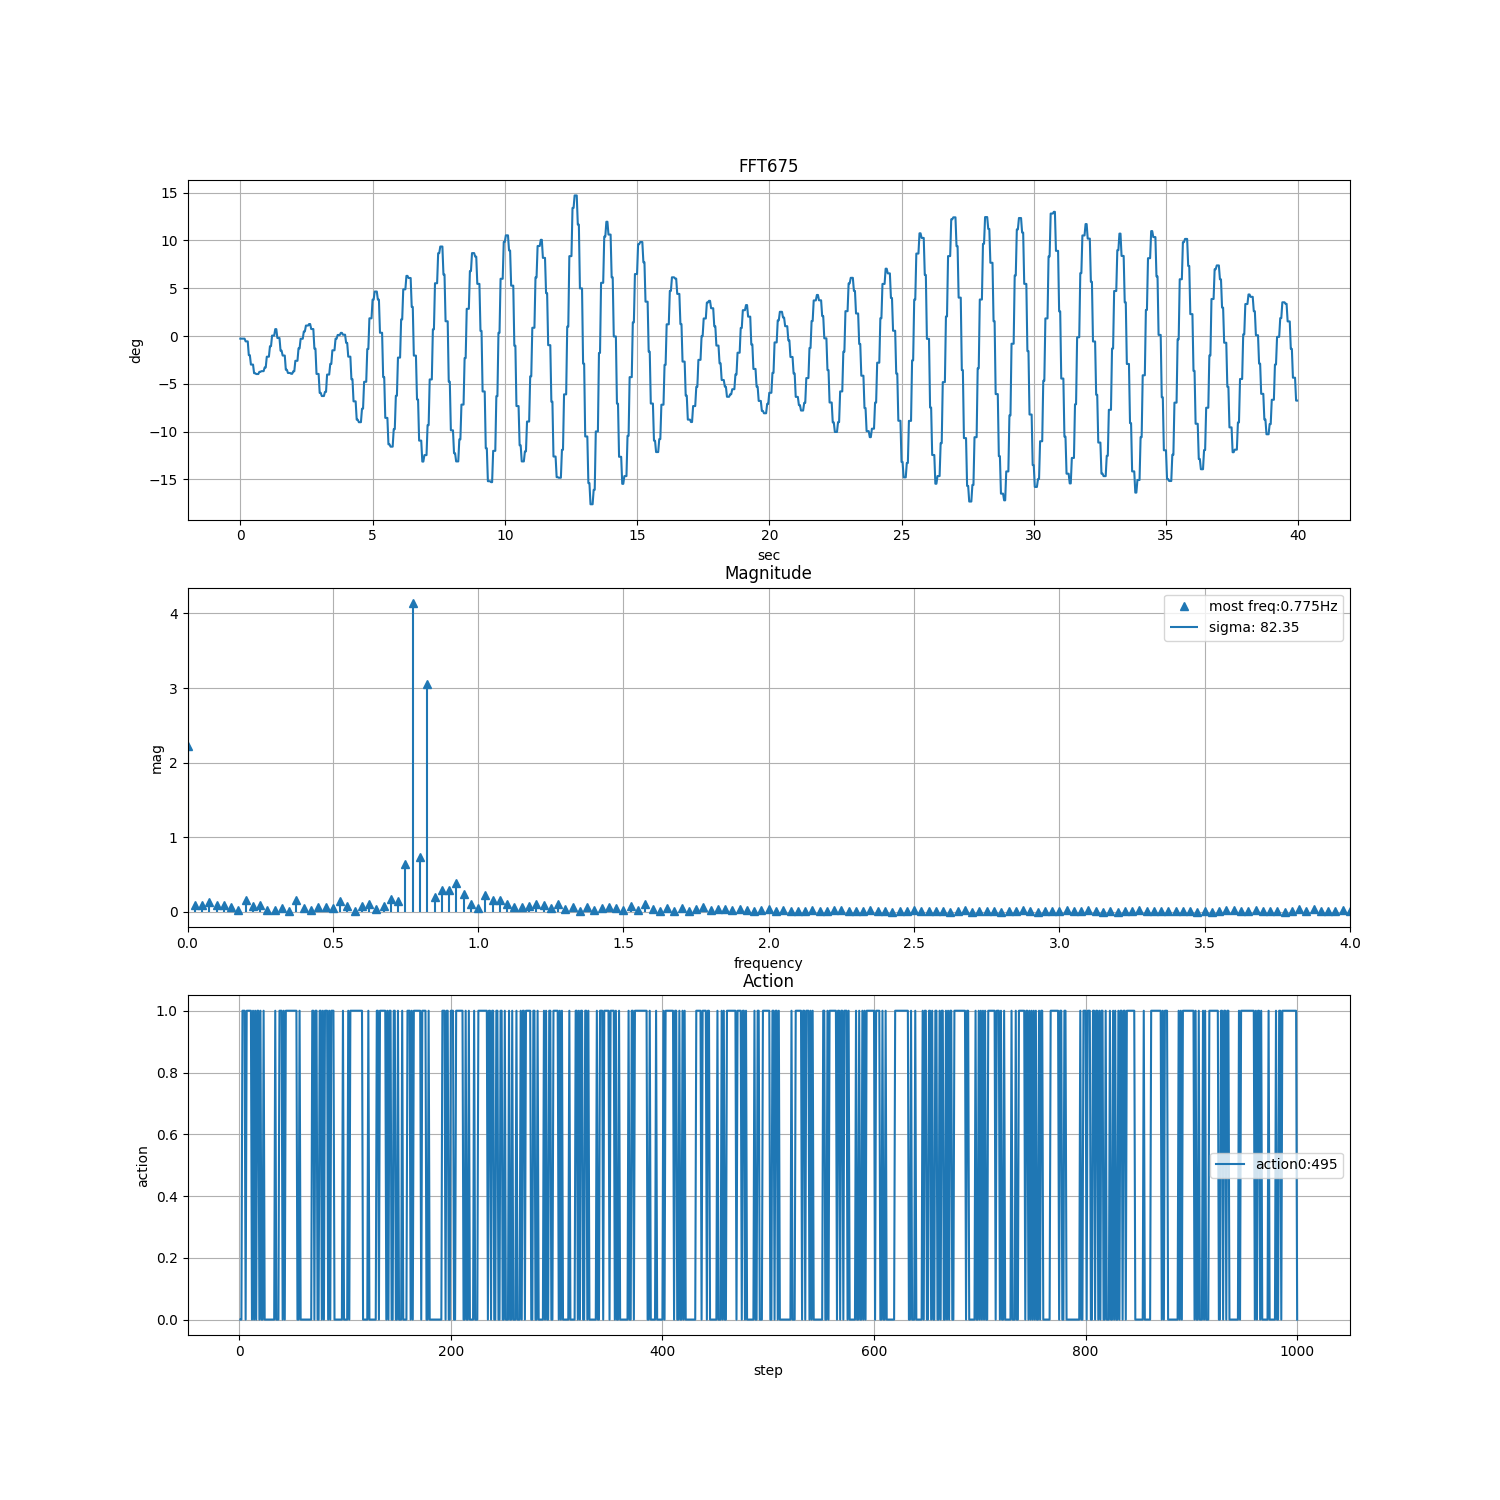 FFT675
15
10
5
0
−5
−10
−15
deg
0 5 10 15 20 25 30 35 40
sec
Magnitude
4
3
2
1
0
mag
most freq:0.775Hz
sigma: 82.35
0.0 0.5 1.0 1.5 2.0 2.5 3.0 3.5 4.0
frequency
Action
1.0
0.8
0.6
0.4
0.2
0.0
action
action0:495
0 200 400 600 800 1000
step